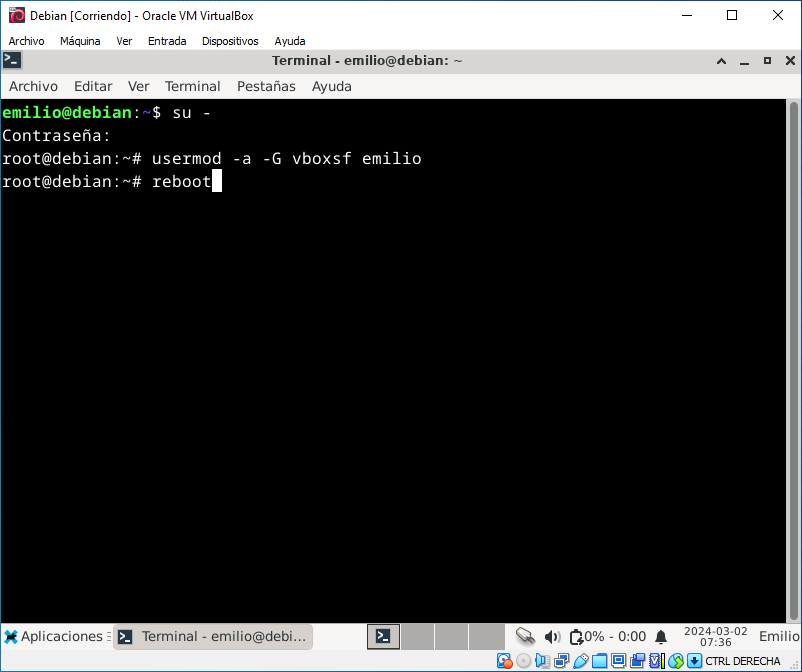 Debian [Corriendo] - Oracle VM VirtualBox
Archivo Máquina Ver Entrada Dispositivos Ayuda
Terminal - emilio@debian: ~
Archivo Editar Ver Terminal Pestañas Ayuda
emilio@debian:~$ su -
Contraseña:
root@debian:~# usermod -a -G vboxsf emilio
root@debian:~# reboot
Aplicaciones Terminal - emilio@debi... 0% - 0:00 2024-03-02 Emilio
07:36
CTRL DERECHA